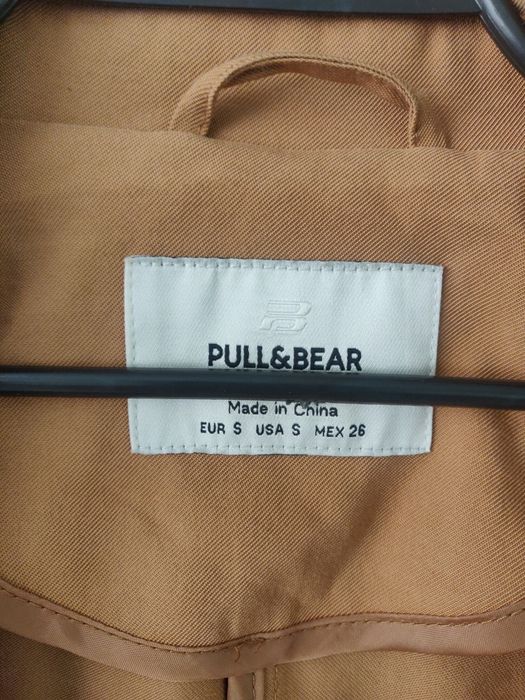 PULL&BEAR
Made in China
EUR S USA S MEX 26